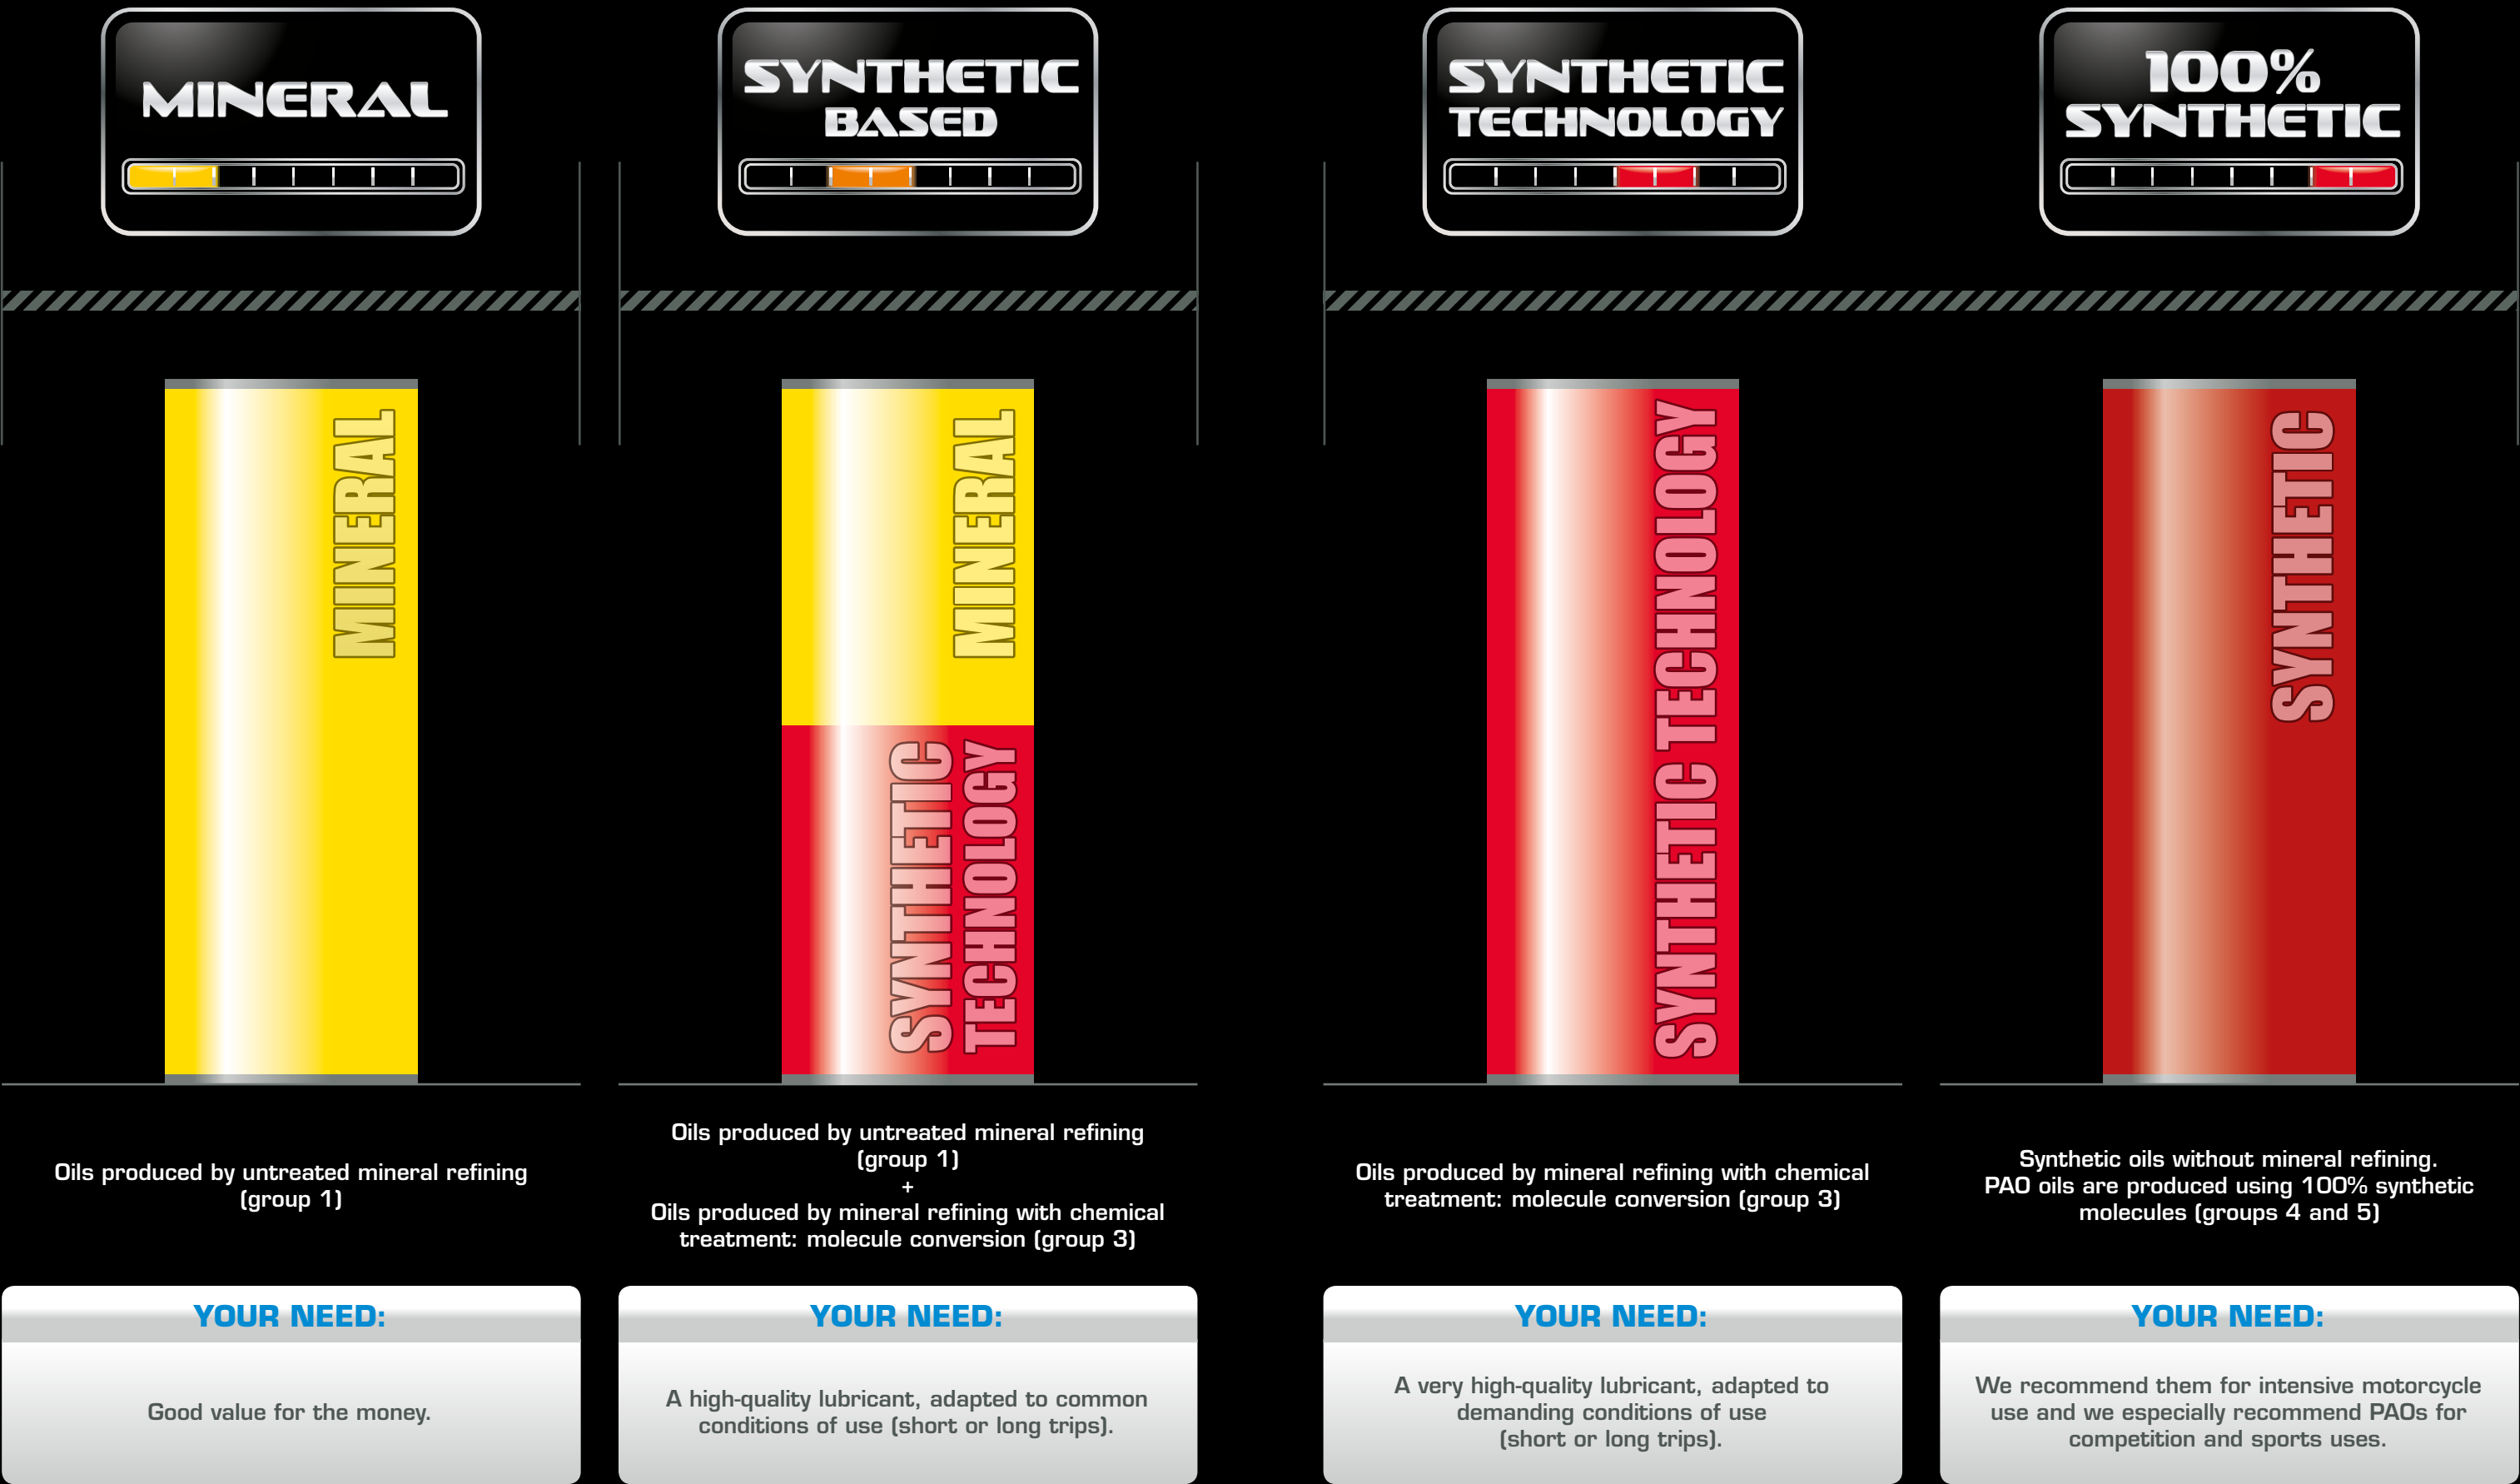 MINERAL
SYNTHETIC
BASED
SYNTHETIC
TECHNOLOGY
100%
SYNTHETIC
MINERAL
MINERAL
SYNTHETIC
TECHNOLOGY
SYNTHETIC TECHNOLOGY
SYNTHETIC
Oils produced by untreated mineral refining
(group 1)
Oils produced by untreated mineral refining
(group 1)
+
Oils produced by mineral refining with chemical
treatment: molecule conversion (group 3)
Oils produced by mineral refining with chemical
treatment: molecule conversion (group 3)
Synthetic oils without mineral refining.
PAO oils are produced using 100% synthetic
molecules (groups 4 and 5)
YOUR NEED:
Good value for the money.
YOUR NEED:
A high-quality lubricant, adapted to common
conditions of use (short or long trips).
YOUR NEED:
A very high-quality lubricant, adapted to
demanding conditions of use
(short or long trips).
YOUR NEED:
We recommend them for intensive motorcycle
use and we especially recommend PAOs for
competition and sports uses.